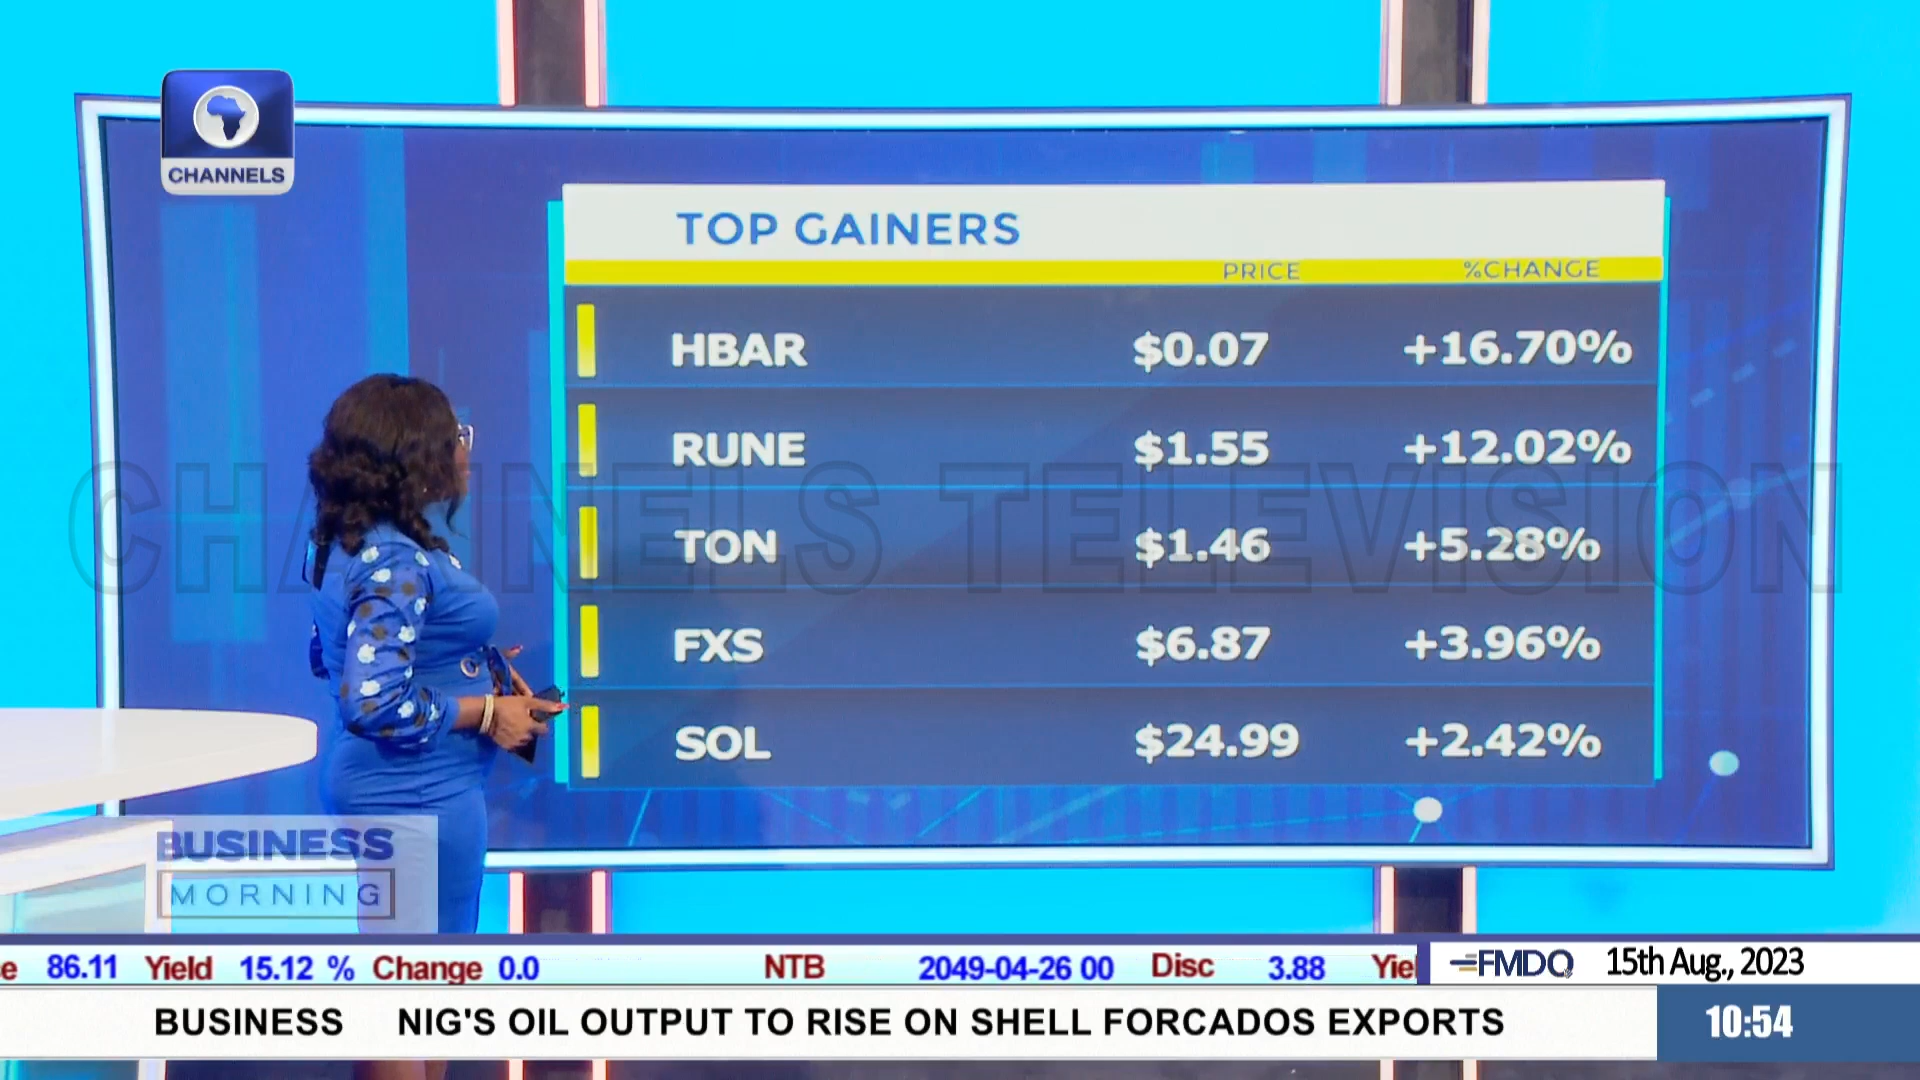 CHANNELS
TOP GAINERS
PRICE %CHANGE
HBAR $0.07 +16.70%
RUNE $1.55 +12.02%
TON $1.46 +5.28%
FXS $6.87 +3.96%
SOL $24.99 +2.42%
CHANNELS TELEVISION
BUSINESS
MORNING
e 86.11 Yield 15.12 % Change 0.0 NTB 2049-04-26 00 Disc 3.88 Yie
FMDQ 15th Aug., 2023
BUSINESS NIG'S OIL OUTPUT TO RISE ON SHELL FORCADOS EXPORTS
10:54